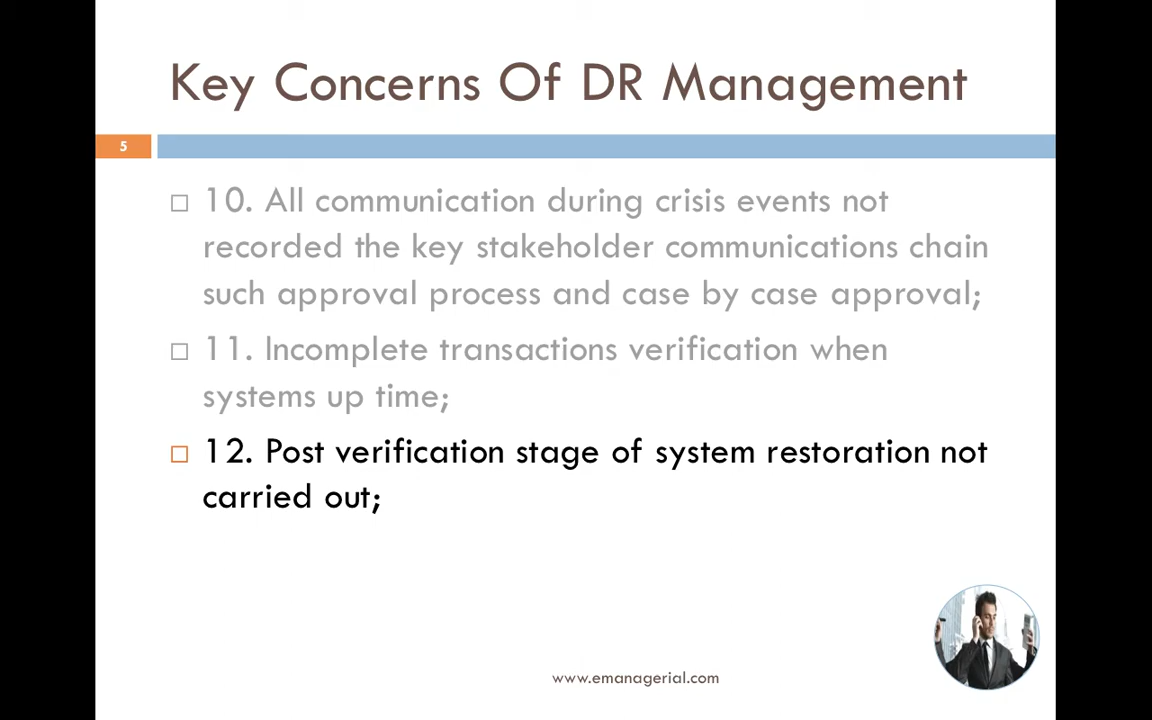 Key Concerns Of DR Management
5
10. All communication during crisis events not
recorded the key stakeholder communications chain
such approval process and case by case approval;
11. Incomplete transactions verification when
systems up time;
12. Post verification stage of system restoration not
carried out;
www.emanagerial.com